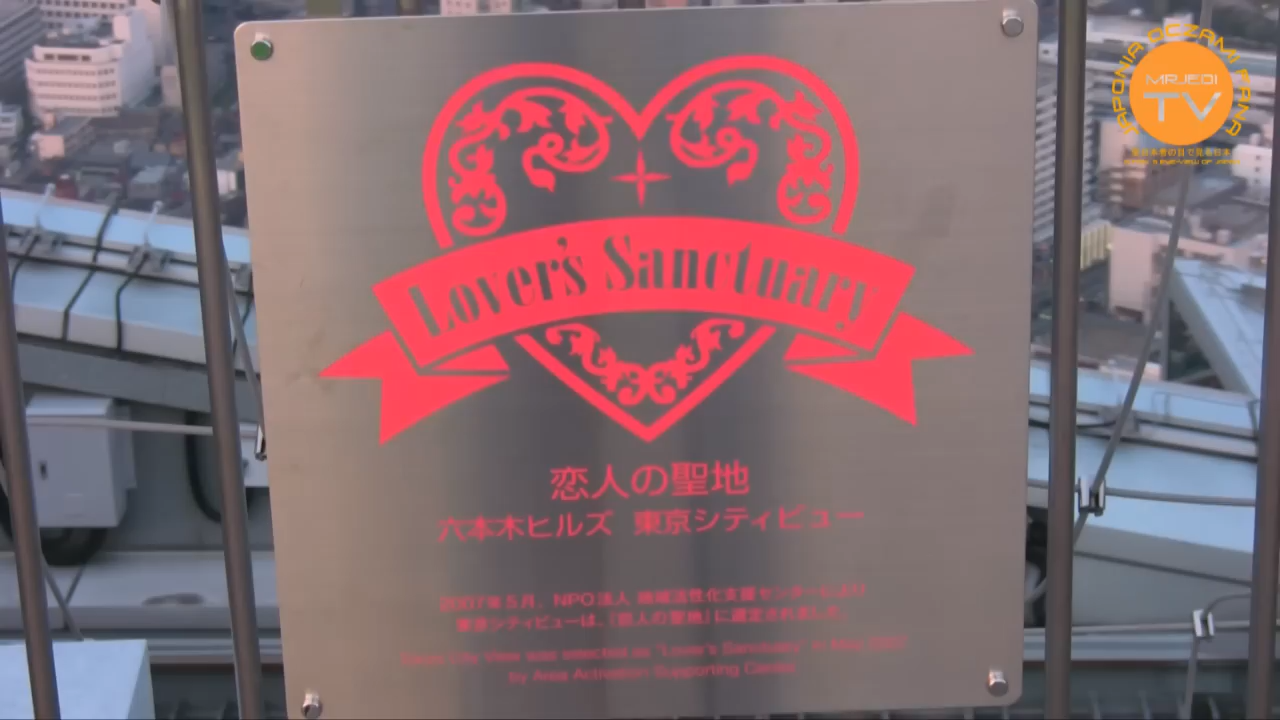 JAPONIA OCZAMI FANA
MRJEDI
TV
Lover's Sanctuary
恋人の聖地
六本木ヒルズ 東京シティビュー
2007年5月、NPO法人 地域活性化支援センターにより
東京シティビューは、「恋人の聖地」に選定されました。
Tokyo City View was selected as "Lover's Sanctuary" in May 2007
by Area Activation Supporting Center